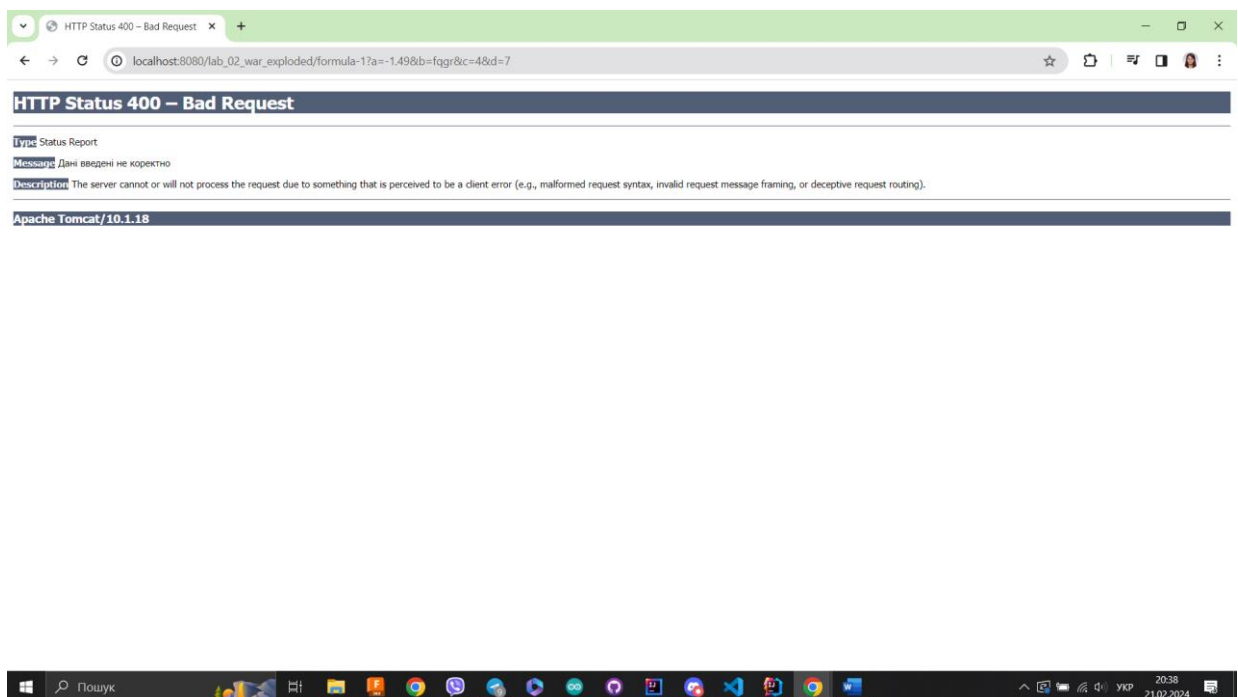 HTTP Status 400 – Bad Request
localhost:8080/lab_02_war_exploded/formula-1?a=-1.49&b=fqgr&c=4&d=7
HTTP Status 400 – Bad Request
Type Status Report
Message Дані введені не коректно
Description The server cannot or will not process the request due to something that is perceived to be a client error (e.g., malformed request syntax, invalid request message framing, or deceptive request routing).
Apache Tomcat/10.1.18
Пошук
УКР
20:38
21.02.2024